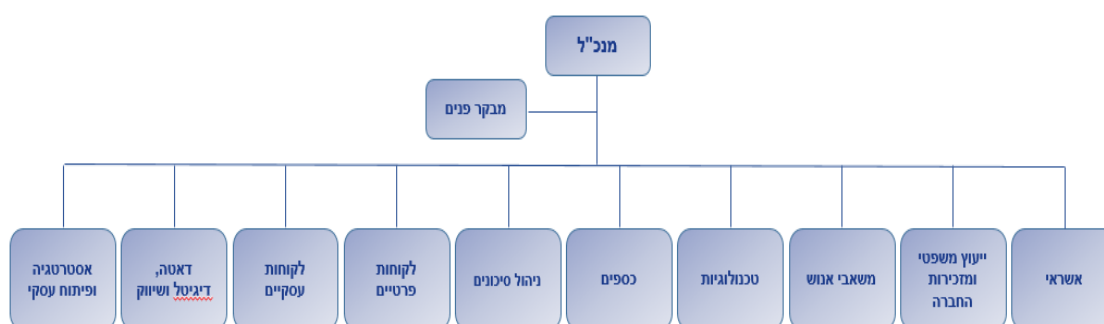 מנכ"ל
מבקר פנים
אשראי
ייעוץ משפטי
ומזכירות
החברה
משאבי אנוש
טכנולוגיות
כספים
ניהול סיכונים
לקוחות
פרטיים
לקוחות
עסקיים
דאטה,
דיגיטל ושיווק
אסטרטגיה
ופיתוח עסקי